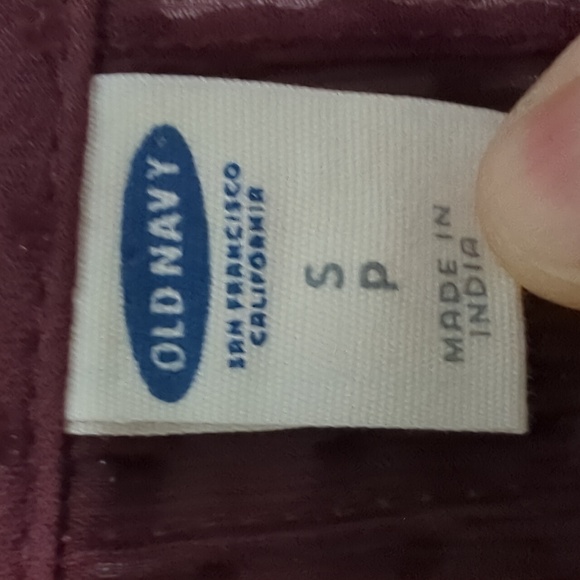 OLD NAVY
SAN FRANCISCO
CALIFORNIA
S
P
MADE IN
INDIA